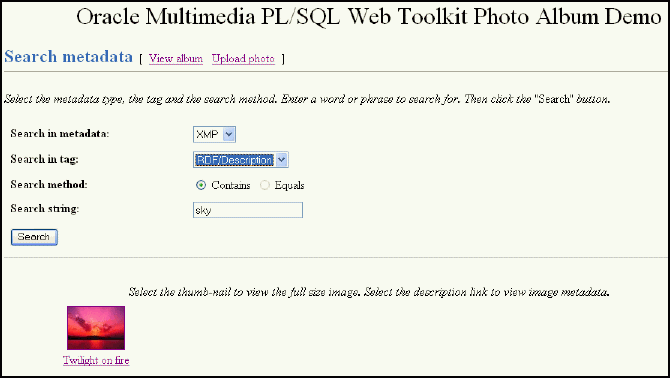 Oracle Multimedia PL/SQL Web Toolkit Photo Album Demo
Search metadata [ View album Upload photo ]
Select the metadata type, the tag and the search method. Enter a word or phrase to search for. Then click the "Search" button.
Search in metadata: XMP
Search in tag: RDF/Description
Search method: Contains Equals
Search string: sky
Search
Select the thumb-nail to view the full size image. Select the description link to view image metadata.
Twilight on fire